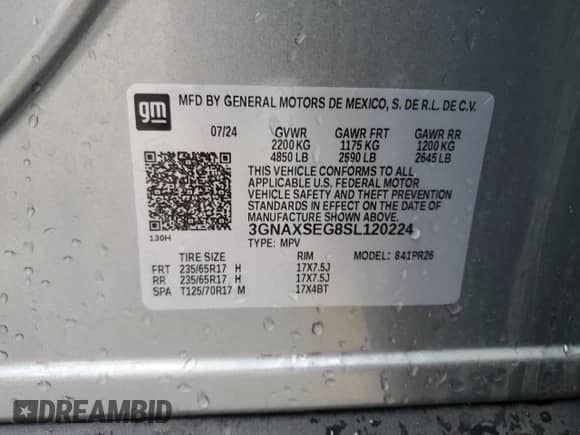 gm MFD BY GENERAL MOTORS DE MEXICO, S. DE R.L. DE C.V.
07/24 GVWR GAWR FRT GAWR RR
2200 KG 1175 KG 1200 KG
4850 LB 2590 LB 2645 LB
THIS VEHICLE CONFORMS TO ALL
APPLICABLE U.S. FEDERAL MOTOR
VEHICLE SAFETY AND THEFT PREVENTION
STANDARDS IN EFFECT ON THE DATE OF
MANUFACTURE SHOWN ABOVE.
3GNAXSEG8SL120224
130H TYPE: MPV MODEL: 841PR26
TIRE SIZE RIM
FRT 235/65R17 H 17X7.5J
RR 235/65R17 H 17X7.5J
SPA T125/70R17 M 17X4BT
DREAMBID